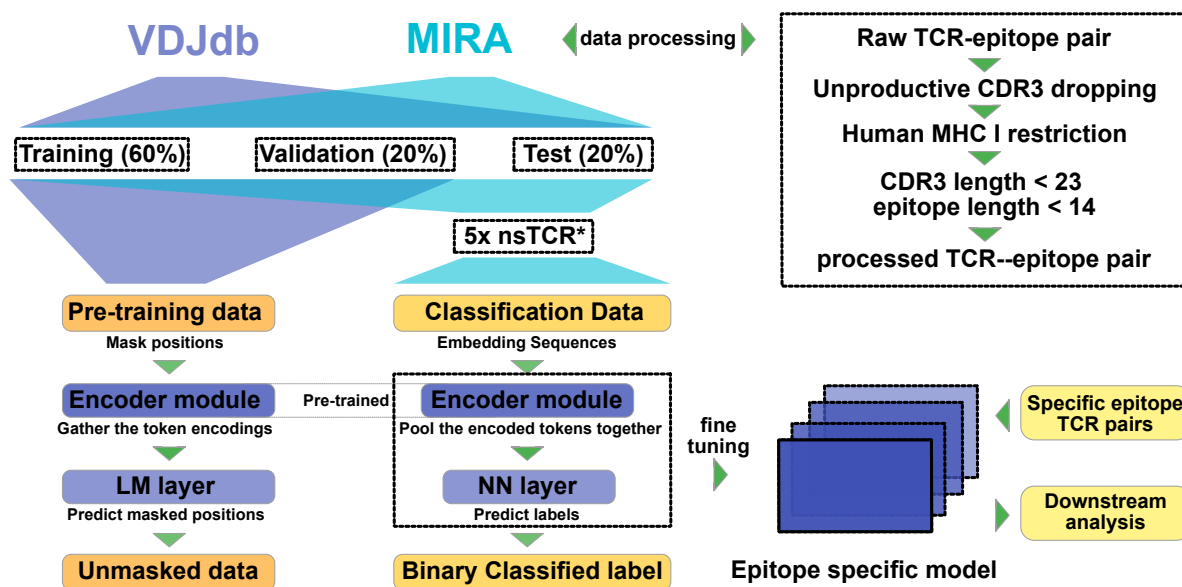 VDJdb
MIRA
data processing
Raw TCR-epitope pair
Unproductive CDR3 dropping
Human MHC I restriction
CDR3 length < 23
epitope length < 14
processed TCR--epitope pair
Training (60%)
Validation (20%)
Test (20%)
5x nsTCR*
Pre-training data
Classification Data
Mask positions
Embedding Sequences
Encoder module
Pre-trained
Encoder module
Gather the token encodings
Pool the encoded tokens together
LM layer
NN layer
Predict masked positions
Predict labels
Unmasked data
Binary Classified label
fine
tuning
Specific epitope
TCR pairs
Downstream
analysis
Epitope specific model